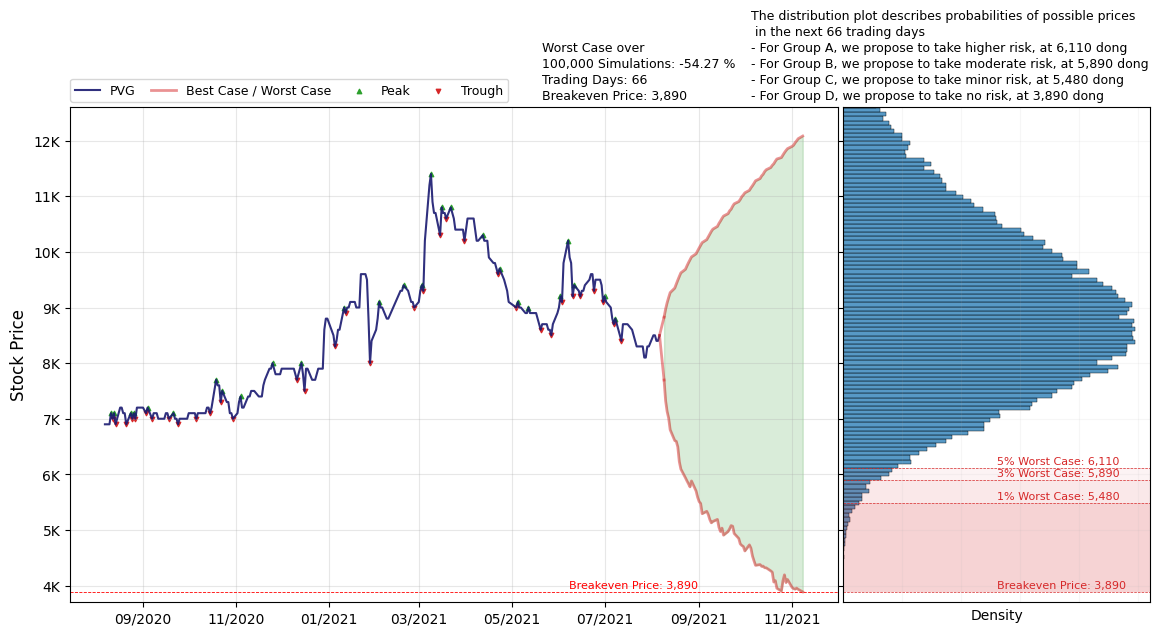 The distribution plot describes probabilities of possible prices
in the next 66 trading days
- For Group A, we propose to take higher risk, at 6,110 dong
- For Group B, we propose to take moderate risk, at 5,890 dong
- For Group C, we propose to take minor risk, at 5,480 dong
- For Group D, we propose to take no risk, at 3,890 dong
Worst Case over
100,000 Simulations: -54.27 %
Trading Days: 66
Breakeven Price: 3,890
PVG
Best Case / Worst Case
Peak
Trough
Stock Price
12K
11K
10K
9K
8K
7K
6K
5K
4K
Breakeven Price: 3,890
09/2020
11/2020
01/2021
03/2021
05/2021
07/2021
09/2021
11/2021
5% Worst Case: 6,110
3% Worst Case: 5,890
1% Worst Case: 5,480
Breakeven Price: 3,890
Density